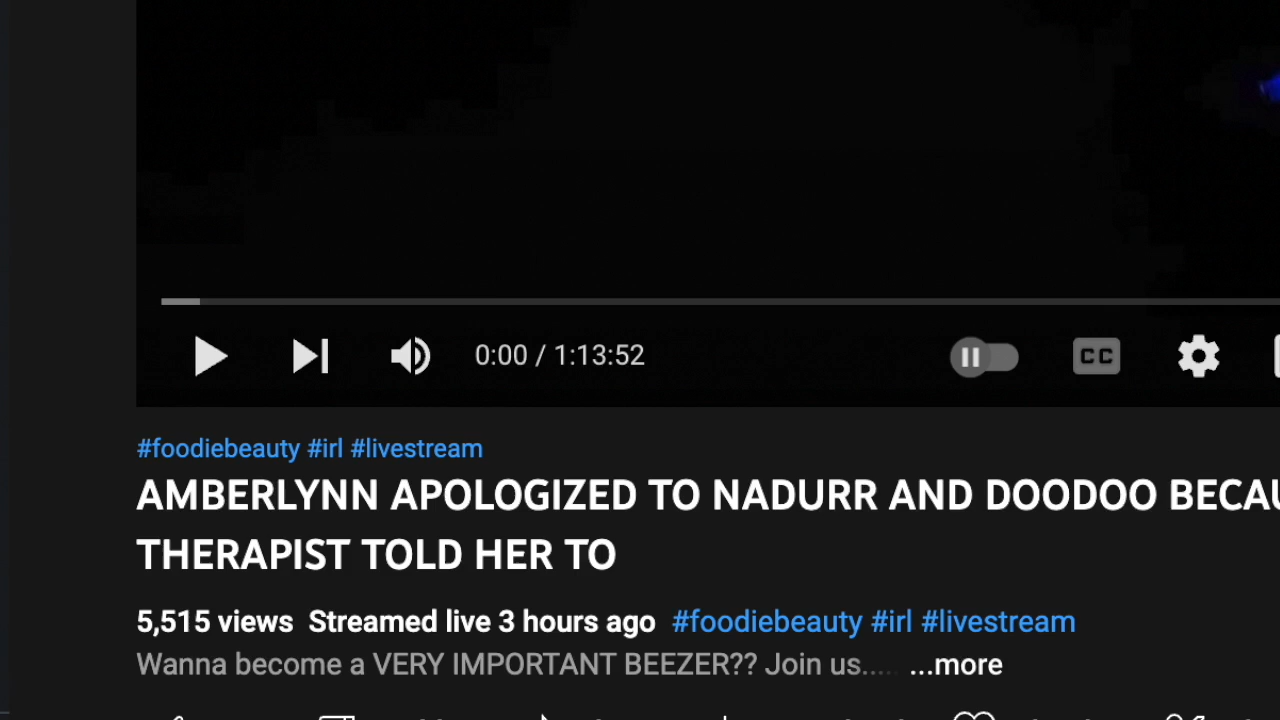 0:00 / 1:13:52
CC
#foodiebeauty #irl #livestream
AMBERLYNN APOLOGIZED TO NADURR AND DOODOO
THERAPIST TOLD HER TO
5,515 views Streamed live 3 hours ago #foodiebeauty #irl #livestream
Wanna become a VERY IMPORTANT BEEZER?? Join us..... ...more